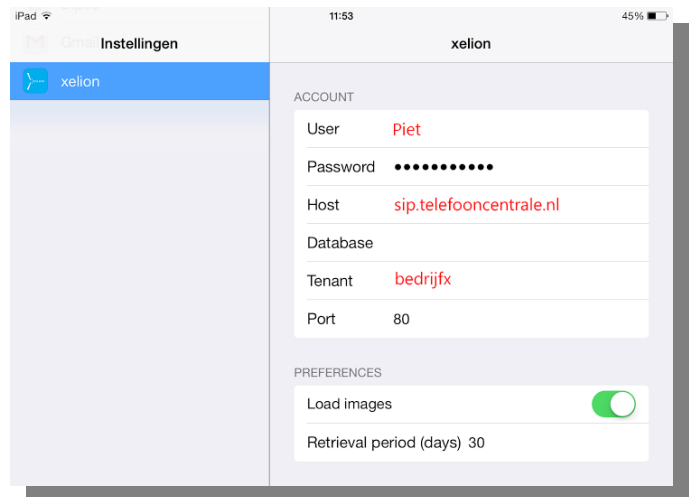 iPad 11:53 45%
Gmail Instellingen xelion
xelion
ACCOUNT
User Piet
Password •••••••••••
Host sip.telefooncentrale.nl
Database
Tenant bedrijfx
Port 80
PREFERENCES
Load images
Retrieval period (days) 30